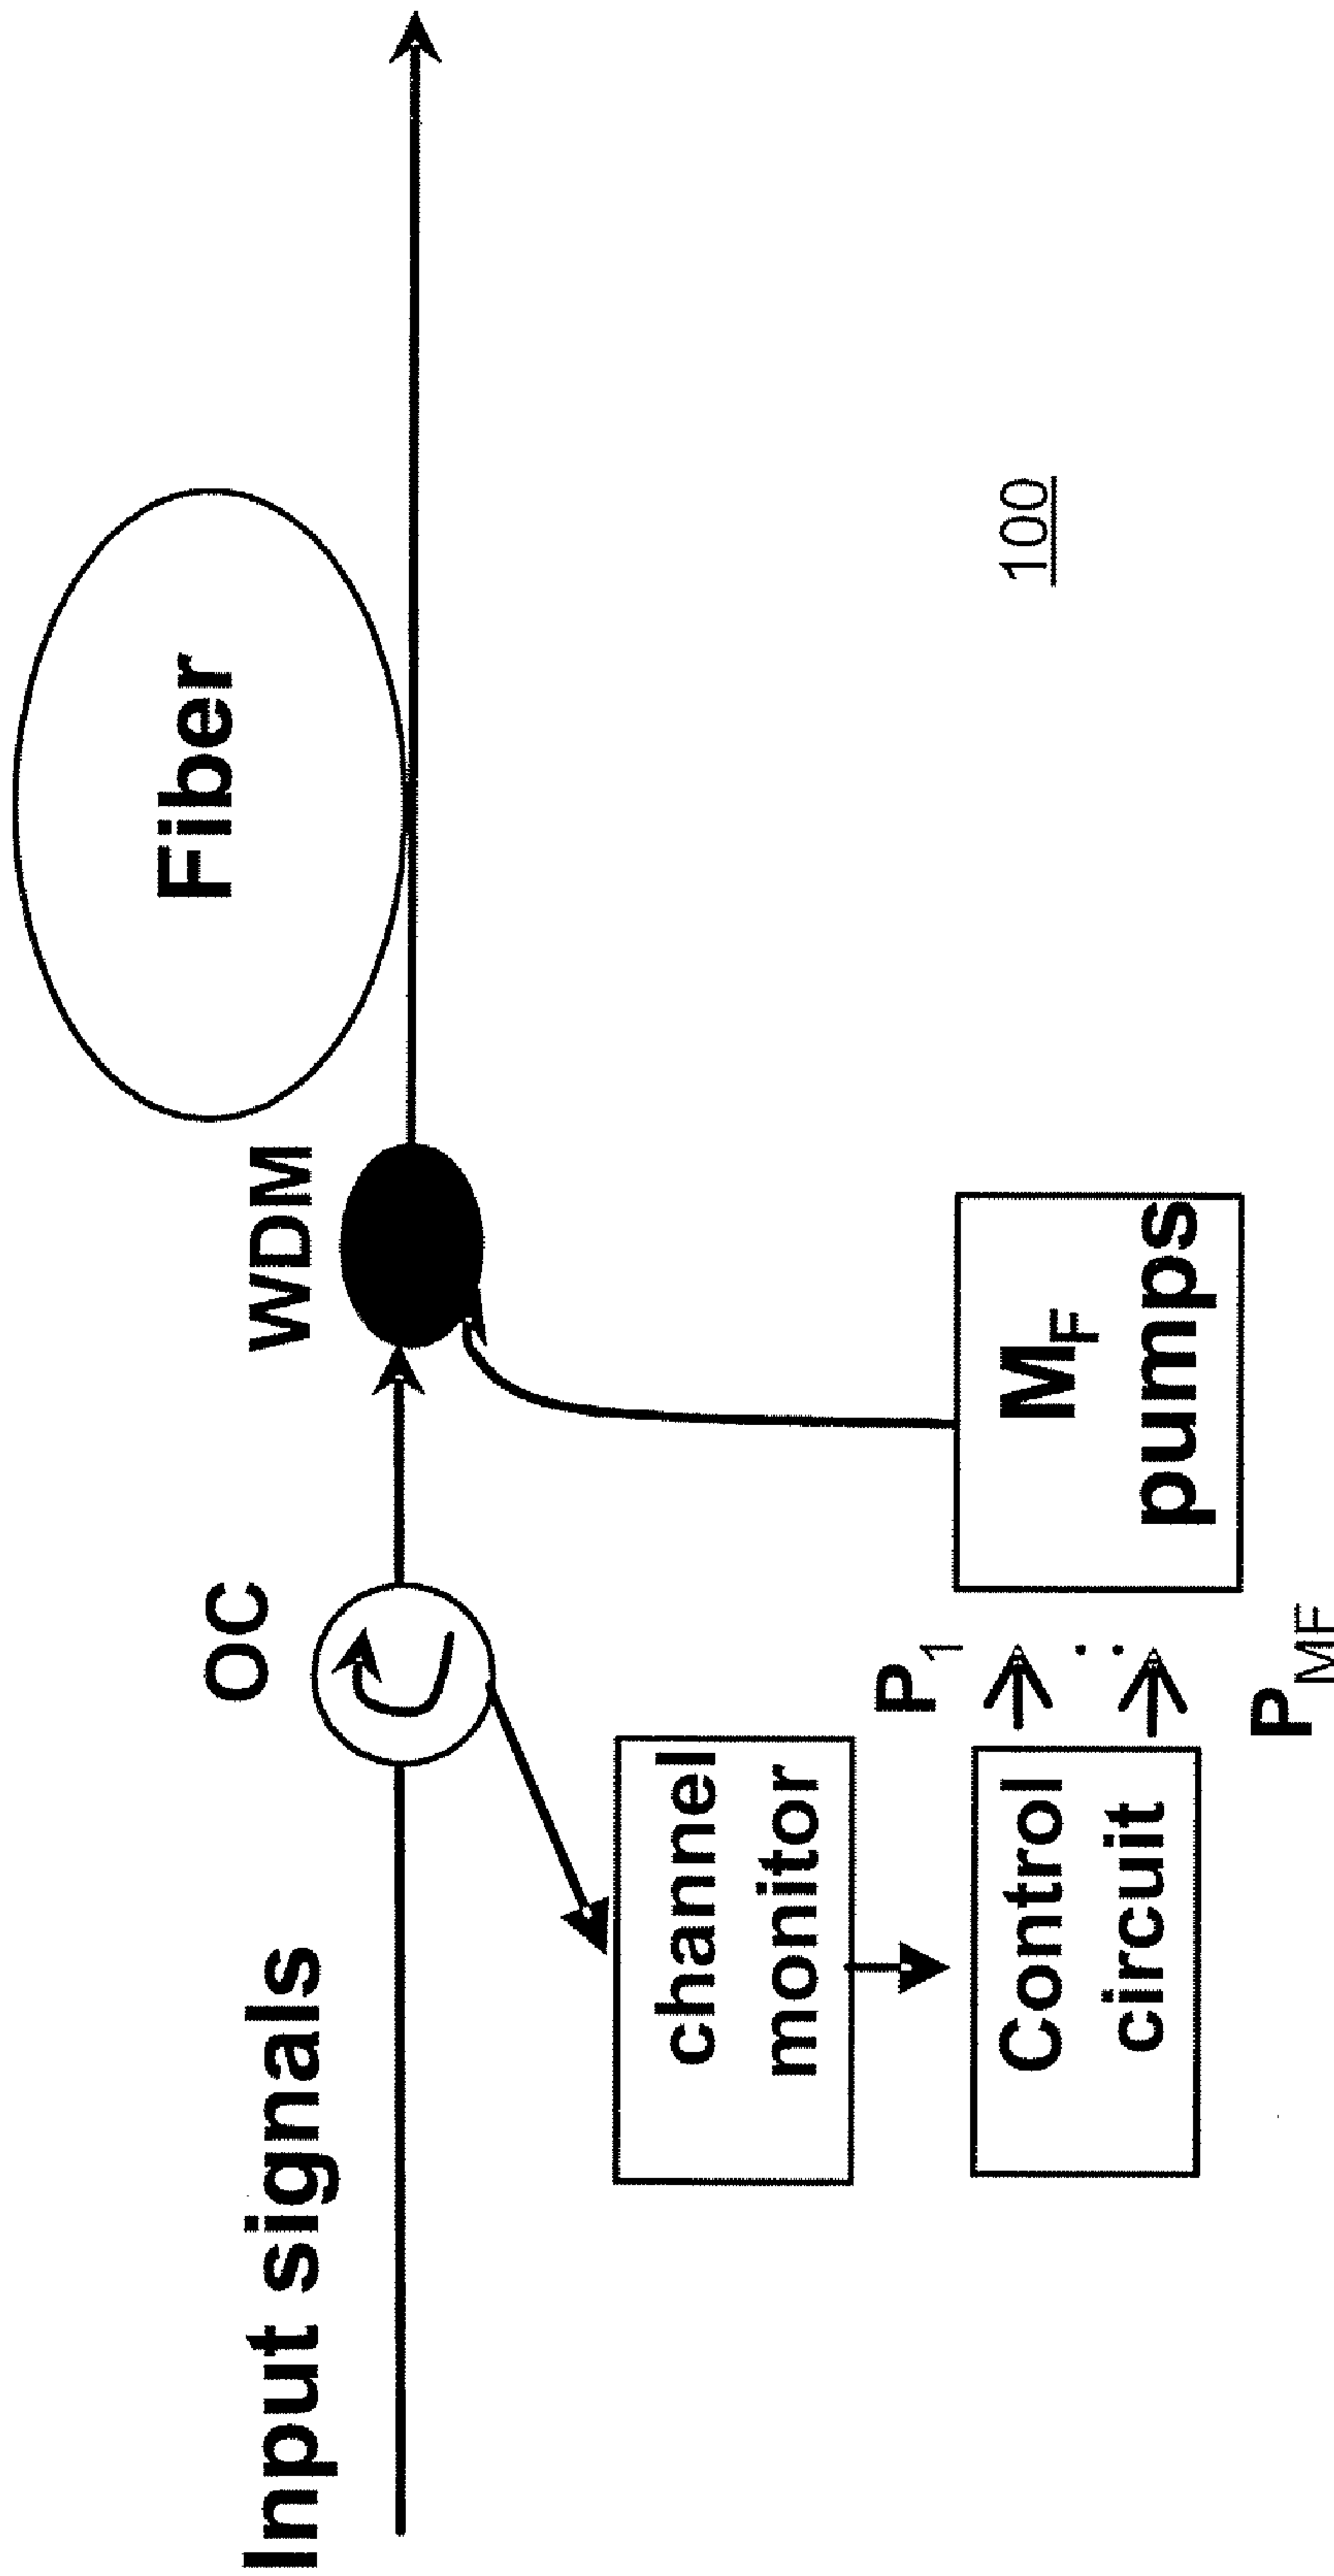 Input signals
OC
WDM
Fiber
channel
monitor
Control
circuit
P1
PMF
MF
pumps
100